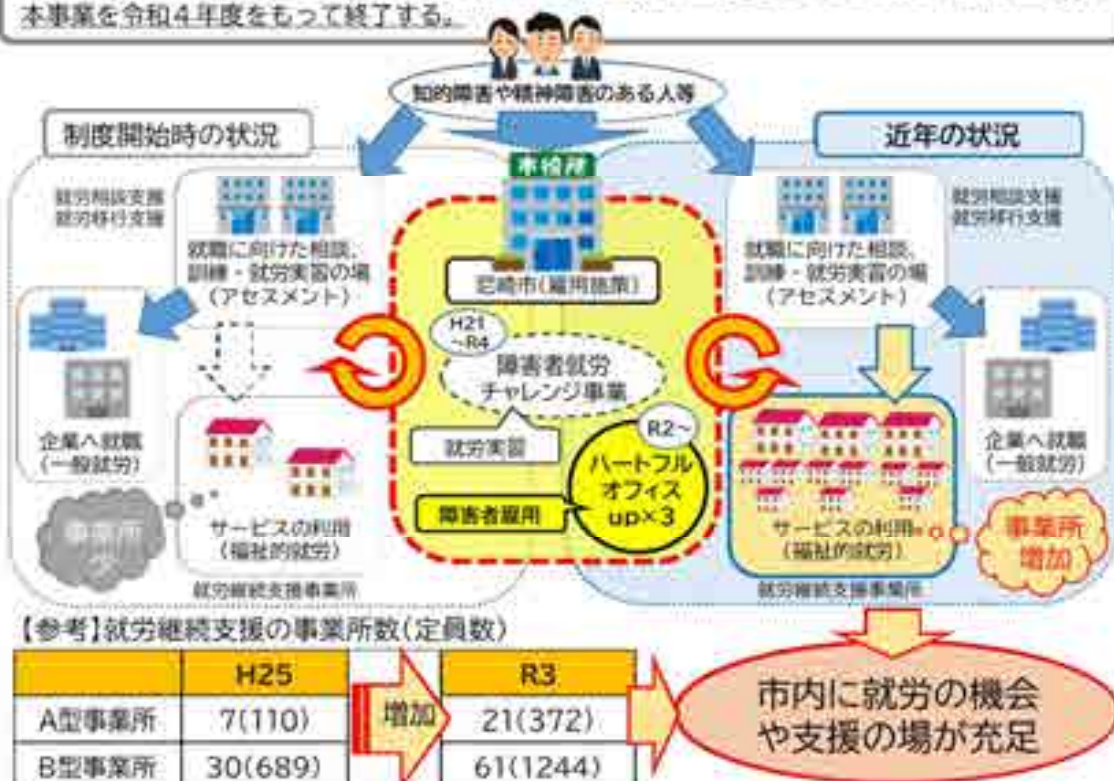 本事業を令和4年度をもって終了する。
知的障害や精神障害のある人等
制度開始時の状況
近年の状況
市役所
就労相談支援
就労移行支援
就職に向けた相談、
訓練・就労実習の場
(アセスメント)
企業へ就職
(一般就労)
サービスの利用
(福祉的就労)
事業所
就労継続支援事業所
尼崎市(雇用施策)
H21
~R4
障害者就労
チャレンジ事業
就労実習
R2~
ハートフル
オフィス
up×3
障害者雇用
就労相談支援
就労移行支援
就職に向けた相談、
訓練・就労実習の場
(アセスメント)
企業へ就職
(一般就労)
サービスの利用
(福祉的就労)
事業所
増加
就労継続支援事業所
【参考】就労継続支援の事業所数(定員数)
H25
R3
A型事業所 7(110) 21(372)
増加
B型事業所 30(689) 61(1244)
市内に就労の機会
や支援の場が充足